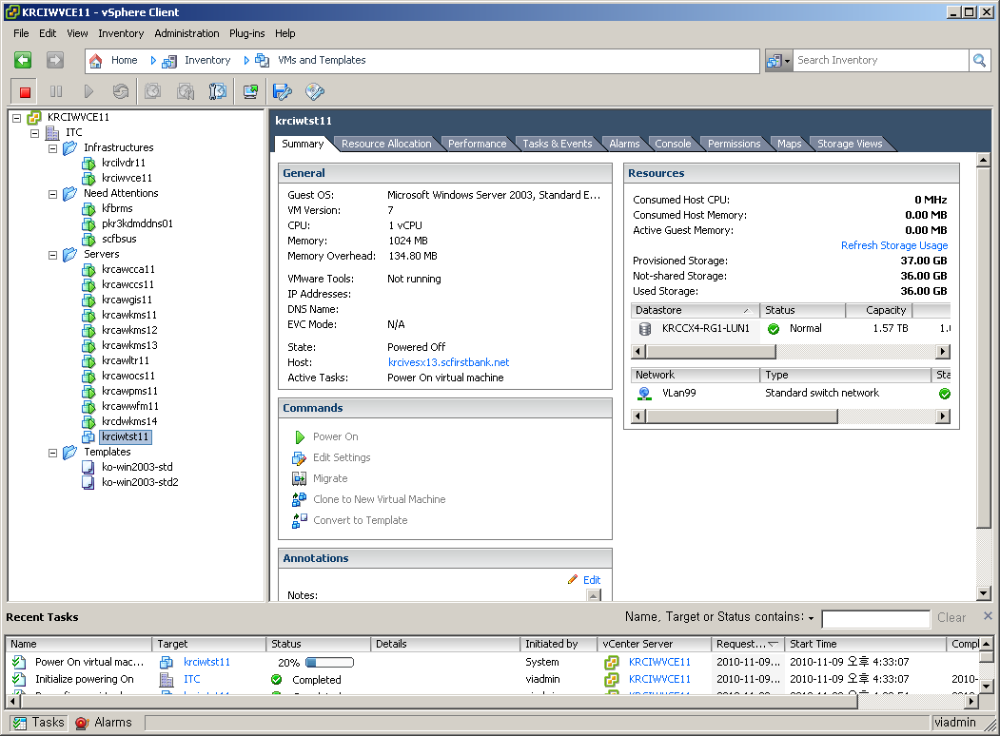 KRCIWVCE11 - vSphere Client
File Edit View Inventory Administration Plug-ins Help
Home Inventory VMs and Templates Search Inventory
KRCIWVCE11
ITC
Infrastructures
krcilvdr11
krciwvce11
Need Attentions
kfbrms
pkr3kdmddns01
scfbsus
Servers
krcawcca11
krcawccs11
krcawgis11
krcawkms11
krcawkms12
krcawkms13
krcawltr11
krcawocs11
krcawpms11
krcawwfm11
krcdwkms14
krciwtst11
Templates
ko-win2003-std
ko-win2003-std2
krciwtst11
Summary Resource Allocation Performance Tasks & Events Alarms Console Permissions Maps Storage Views
General
Guest OS: Microsoft Windows Server 2003, Standard E...
VM Version: 7
CPU: 1 vCPU
Memory: 1024 MB
Memory Overhead: 134.80 MB
VMware Tools: Not running
IP Addresses:
DNS Name:
EVC Mode: N/A
State: Powered Off
Host: krcivesx13.scfirstbank.net
Active Tasks: Power On virtual machine
Commands
Power On
Edit Settings
Migrate
Clone to New Virtual Machine
Convert to Template
Annotations
Edit
Notes:
Resources
Consumed Host CPU: 0 MHz
Consumed Host Memory: 0.00 MB
Active Guest Memory: 0.00 MB
Refresh Storage Usage
Provisioned Storage: 37.00 GB
Not-shared Storage: 36.00 GB
Used Storage: 36.00 GB
Datastore Status Capacity
KRCCX4-RG1-LUN1 Normal 1.57 TB 1.
Network Type Sta
VLan99 Standard switch network
Recent Tasks Name, Target or Status contains: Clear
Name Target Status Details Initiated by vCenter Server Request... Start Time Compl
Power On virtual mac... krciwtst11 20% System KRCIWVCE11 2010-11-09... 2010-11-09 오후 4:33:07
Initialize powering On ITC Completed viadmin KRCIWVCE11 2010-11-09... 2010-11-09 오후 4:33:07 2010-
Tasks Alarms viadmin